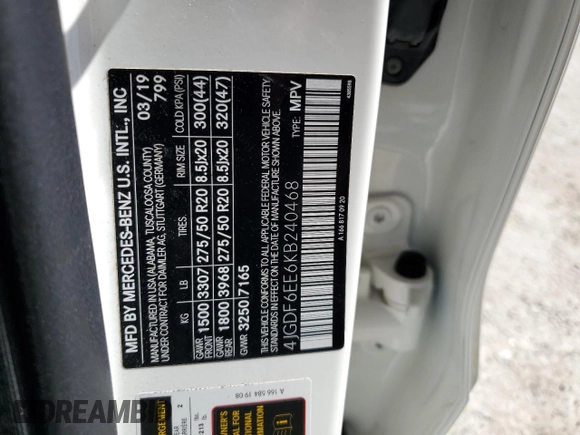 MFD BY MERCEDES-BENZ U.S. INTL., INC
MANUFACTURED IN USA (ALABAMA, TUSCALOOSA COUNTY)
UNDER CONTRACT FOR DAIMLER AG, STUTTGART (GERMANY)
03/19
799
KG LB TIRES RIM SIZE COLD KPA (PSI)
GAWR FRONT 1500 3307 275/50 R20 8.5Jx20 300(44)
GAWR REAR 1800 3968 275/50 R20 8.5Jx20 320(47)
GVWR 3250/7165
THIS VEHICLE CONFORMS TO ALL APPLICABLE FEDERAL MOTOR VEHICLE SAFETY
STANDARDS IN EFFECT ON THE DATE OF MANUFACTURE SHOWN ABOVE.
4JGDF6EE6KB240468 TYPE: MPV
A 166 817 09 20
A 166 584 19 08
2
213
DREAMBID